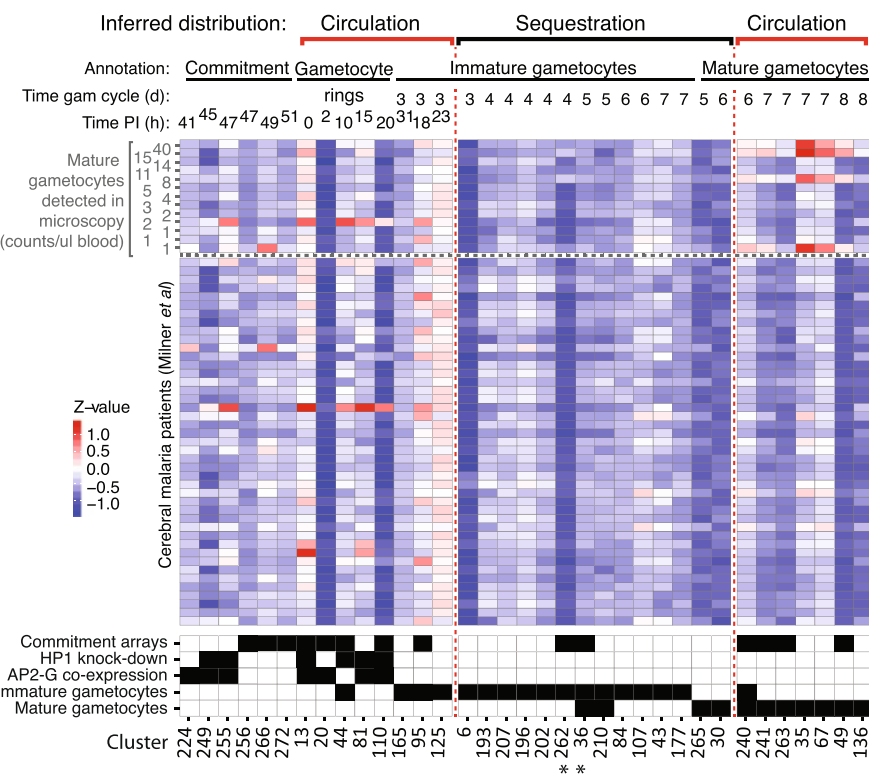 Inferred distribution: Circulation Sequestration Circulation
Annotation: Commitment Gametocyte Immature gametocytes Mature gametocytes
Time gam cycle (d): rings 3 3 3 3 4 4 4 4 4 5 5 6 6 7 7 5 6 6 7 7 7 7 8 8
Time PI (h): 41 45 47 47 49 51 0 2 10 15 20 31 18 23
Mature
gametocytes
detected in
microscopy
(counts/ul blood)
40
15
14
11
8
5
4
3
2
2
1
1
1
Cerebral malaria patients (Milner et al)
Z–value
1.0
0.5
0.0
−0.5
−1.0
Commitment arrays
HP1 knock-down
AP2-G co-expression
mmature gametocytes
Mature gametocytes
Cluster 224 249 255 256 266 272 13 20 44 81 110 165 95 125 6 193 207 196 202 262 36 210 84 107 43 177 265 30 240 241 263 35 67 49 136
* *